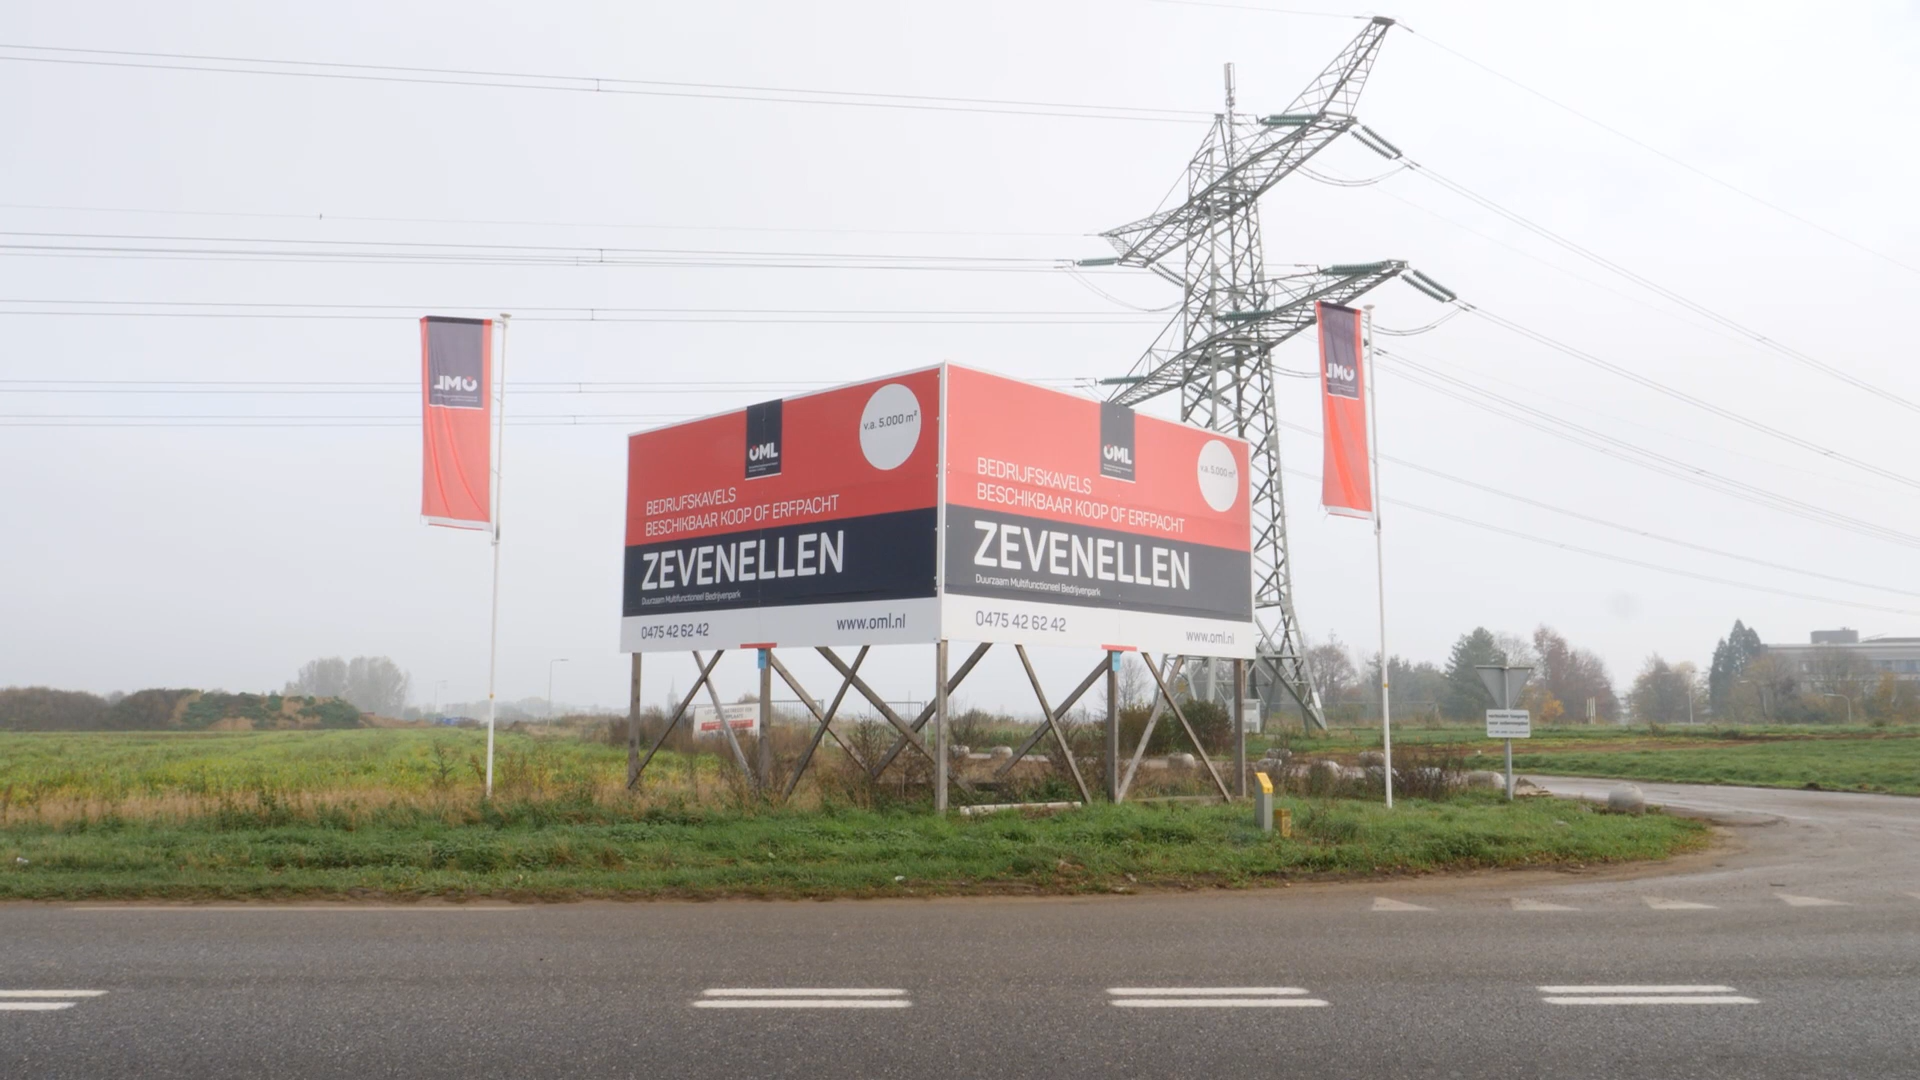 OML
OML
OML
v.a. 5.000 m²
BEDRIJFSKAVELS
BESCHIKBAAR KOOP OF ERFPACHT
ZEVENELLEN
Duurzaam Multifunctioneel Bedrijvenpark
0475 42 62 42
www.oml.nl
OML
v.a. 5.000 m²
BEDRIJFSKAVELS
BESCHIKBAAR KOOP OF ERFPACHT
ZEVENELLEN
Duurzaam Multifunctioneel Bedrijvenpark
0475 42 62 42
www.oml.nl